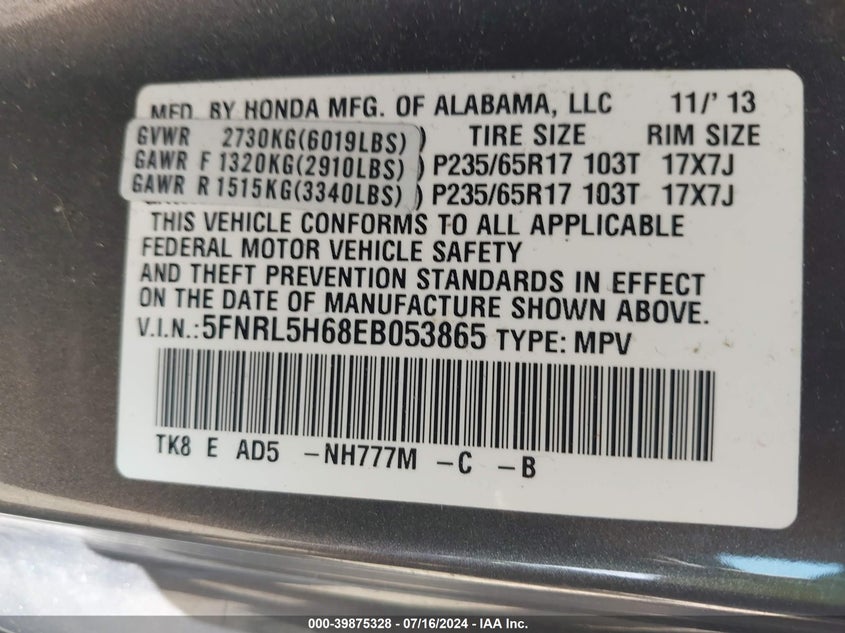 MFD. BY HONDA MFG. OF ALABAMA, LLC 11/' 13
GVWR 2730KG(6019LBS) ) TIRE SIZE RIM SIZE
GAWR F 1320KG(2910LBS) ) P235/65R17 103T 17X7J
GAWR R 1515KG(3340LBS) ) P235/65R17 103T 17X7J
THIS VEHICLE CONFORMS TO ALL APPLICABLE
FEDERAL MOTOR VEHICLE SAFETY
AND THEFT PREVENTION STANDARDS IN EFFECT
ON THE DATE OF MANUFACTURE SHOWN ABOVE.
V.I.N.:5FNRL5H68EB053865 TYPE: MPV
TK8 E AD5 -NH777M -C -B
000-39875328 - 07/16/2024 - IAA Inc.